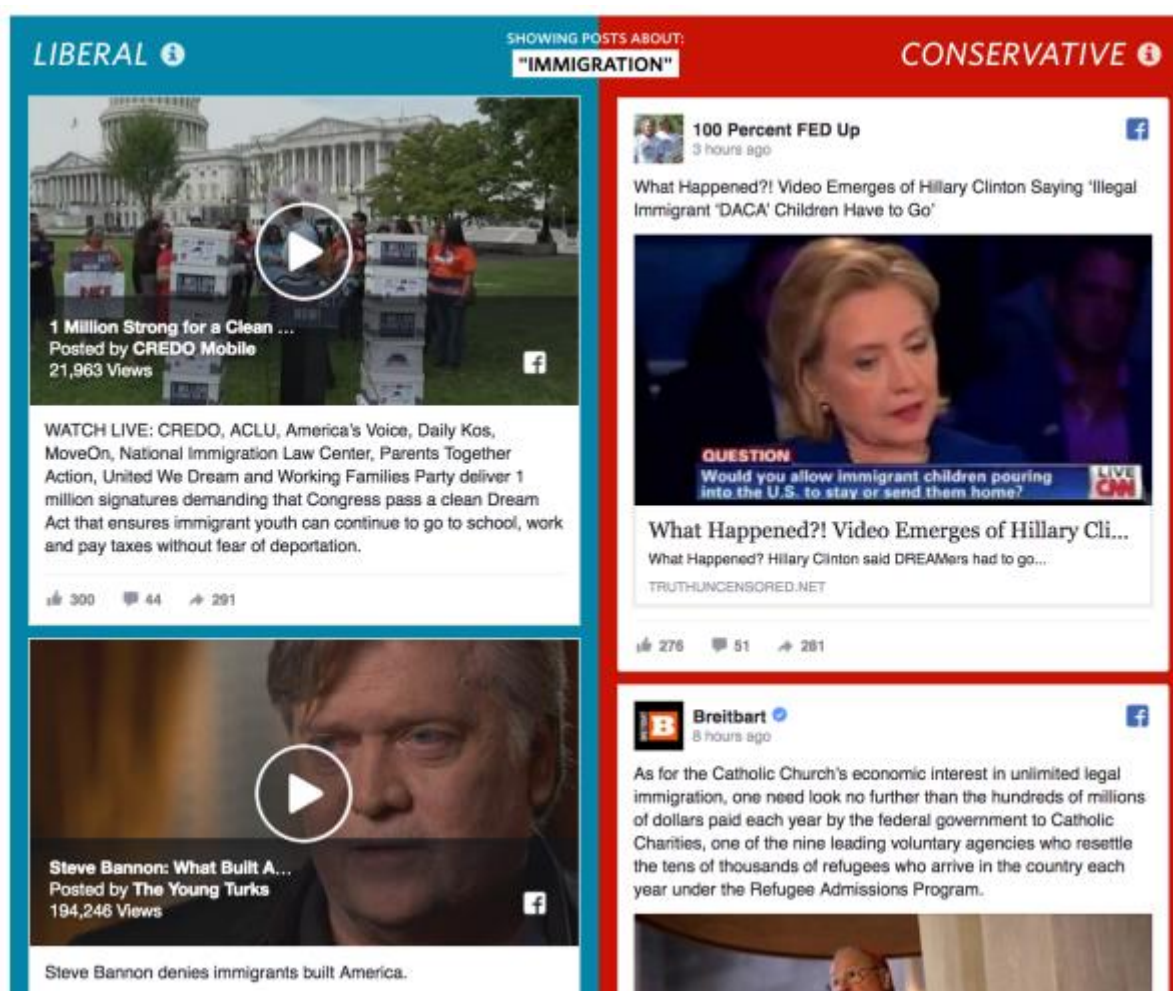 LIBERAL
SHOWING POSTS ABOUT:
"IMMIGRATION"
CONSERVATIVE
1 Million Strong for a Clean ...
Posted by CREDO Mobile
21,963 Views
WATCH LIVE: CREDO, ACLU, America's Voice, Daily Kos,
MoveOn, National Immigration Law Center, Parents Together
Action, United We Dream and Working Families Party deliver 1
million signatures demanding that Congress pass a clean Dream
Act that ensures immigrant youth can continue to go to school, work
and pay taxes without fear of deportation.
300 44 291
Steve Bannon: What Built A...
Posted by The Young Turks
194,246 Views
Steve Bannon denies immigrants built America.
100 Percent FED Up
3 hours ago
What Happened?! Video Emerges of Hillary Clinton Saying 'Illegal
Immigrant 'DACA' Children Have to Go'
QUESTION
Would you allow immigrant children pouring
into the U.S. to stay or send them home?
LIVE
CNN
What Happened?! Video Emerges of Hillary Cli...
What Happened? Hillary Clinton said DREAMers had to go...
TRUTHUNCENSORED.NET
276 51 281
B
Breitbart
8 hours ago
As for the Catholic Church's economic interest in unlimited legal
immigration, one need look no further than the hundreds of millions
of dollars paid each year by the federal government to Catholic
Charities, one of the nine leading voluntary agencies who resettle
the tens of thousands of refugees who arrive in the country each
year under the Refugee Admissions Program.